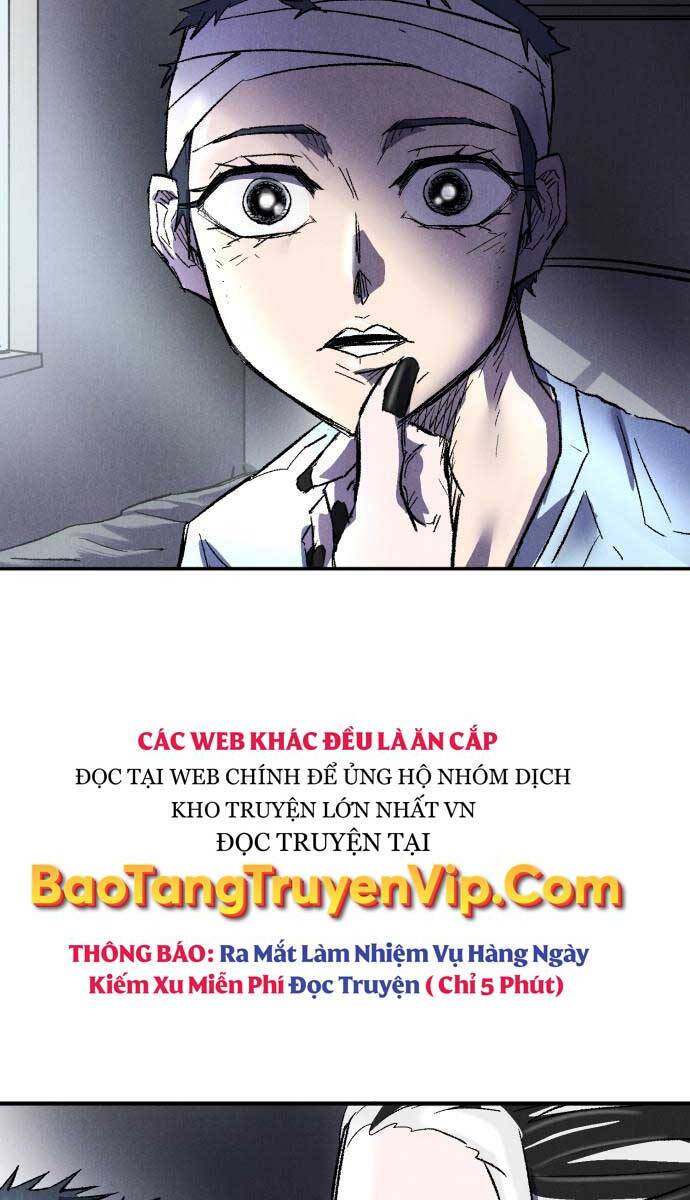 CÁC WEB KHÁC ĐỀU LÀ ĂN CẮP
ĐỌC TẠI WEB CHÍNH ĐỂ ỦNG HỘ NHÓM DỊCH
KHO TRUYỆN LỚN NHẤT VN
ĐỌC TRUYỆN TẠI
BaoTangTruyenVip.Com
THÔNG BÁO: Ra Mắt Làm Nhiệm Vụ Hàng Ngày
Kiếm Xu Miễn Phí Đọc Truyện ( Chỉ 5 Phút)